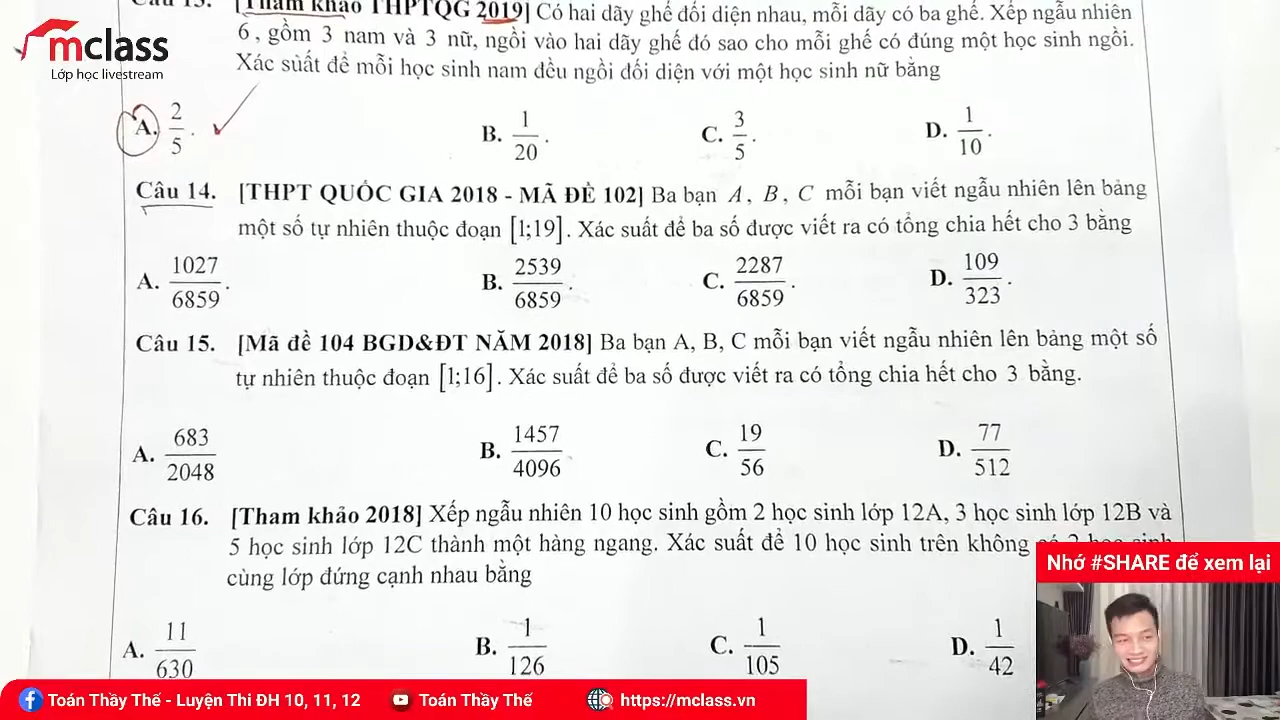 [Tham khảo THPTQG 2019] Có hai dãy ghế đối diện nhau, mỗi dãy có ba ghế. Xếp ngẫu nhiên
6, gồm 3 nam và 3 nữ, ngồi vào hai dãy ghế đó sao cho mỗi ghế có đúng một học sinh ngồi.
Xác suất để mỗi học sinh nam đều ngồi đối diện với một học sinh nữ bằng
A. 2/5. B. 1/20. C. 3/5. D. 1/10.
Câu 14. [THPT QUỐC GIA 2018 - MÃ ĐỀ 102] Ba bạn A, B, C mỗi bạn viết ngẫu nhiên lên bảng
một số tự nhiên thuộc đoạn [1;19]. Xác suất để ba số được viết ra có tổng chia hết cho 3 bằng
A. 1027/6859. B. 2539/6859. C. 2287/6859. D. 109/323.
Câu 15. [Mã đề 104 BGD&ĐT NĂM 2018] Ba bạn A, B, C mỗi bạn viết ngẫu nhiên lên bảng một số
tự nhiên thuộc đoạn [1;16]. Xác suất để ba số được viết ra có tổng chia hết cho 3 bằng.
A. 683/2048 B. 1457/4096 C. 19/56 D. 77/512
Câu 16. [Tham khảo 2018] Xếp ngẫu nhiên 10 học sinh gồm 2 học sinh lớp 12A, 3 học sinh lớp 12B và
5 học sinh lớp 12C thành một hàng ngang. Xác suất để 10 học sinh trên không
cùng lớp đứng cạnh nhau bằng
A. 11/630 B. 1/126 C. 1/105 D. 1/42
mclass
Lớp học livestream
Nhớ #SHARE để xem lại
Toán Thầy Thế - Luyện Thi ĐH 10, 11, 12 Toán Thầy Thế https://mclass.vn